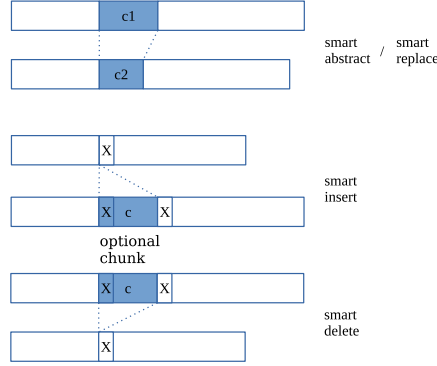 c1
smart smart
abstract / replace
c2
X
smart
insert
X c X
optional
chunk
X c X
smart
delete
X